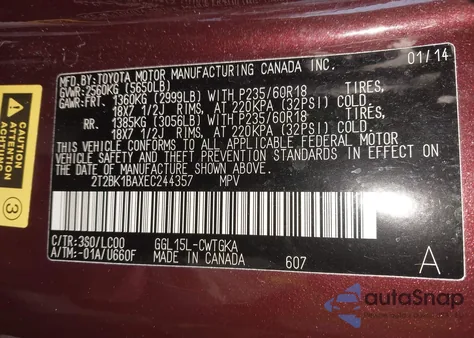 MFD.BY:TOYOTA MOTOR MANUFACTURING CANADA INC. 01/14
GVWR:2560KG (5650LB)
GAWR:FRT. 1360KG (2999LB) WITH P235/60R18 TIRES,
18X7 1/2J RIMS, AT 220KPA (32PSI) COLD.
RR. 1385KG (3056LB) WITH P235/60R18 TIRES,
18X7 1/2J RIMS, AT 220KPA (32PSI) COLD.
THIS VEHICLE CONFORMS TO ALL APPLICABLE FEDERAL MOTOR
VEHICLE SAFETY AND THEFT PREVENTION STANDARDS IN EFFECT ON
THE DATE OF MANUFACTURE SHOWN ABOVE.
2T2BK1BAXEC244357 MPV
C/TR:3S0/LC00 GGL15L-CWTGKA
A/TM:-01A/U660F MADE IN CANADA 607 A
CAUTION
ATTENTION
3
autoSnap